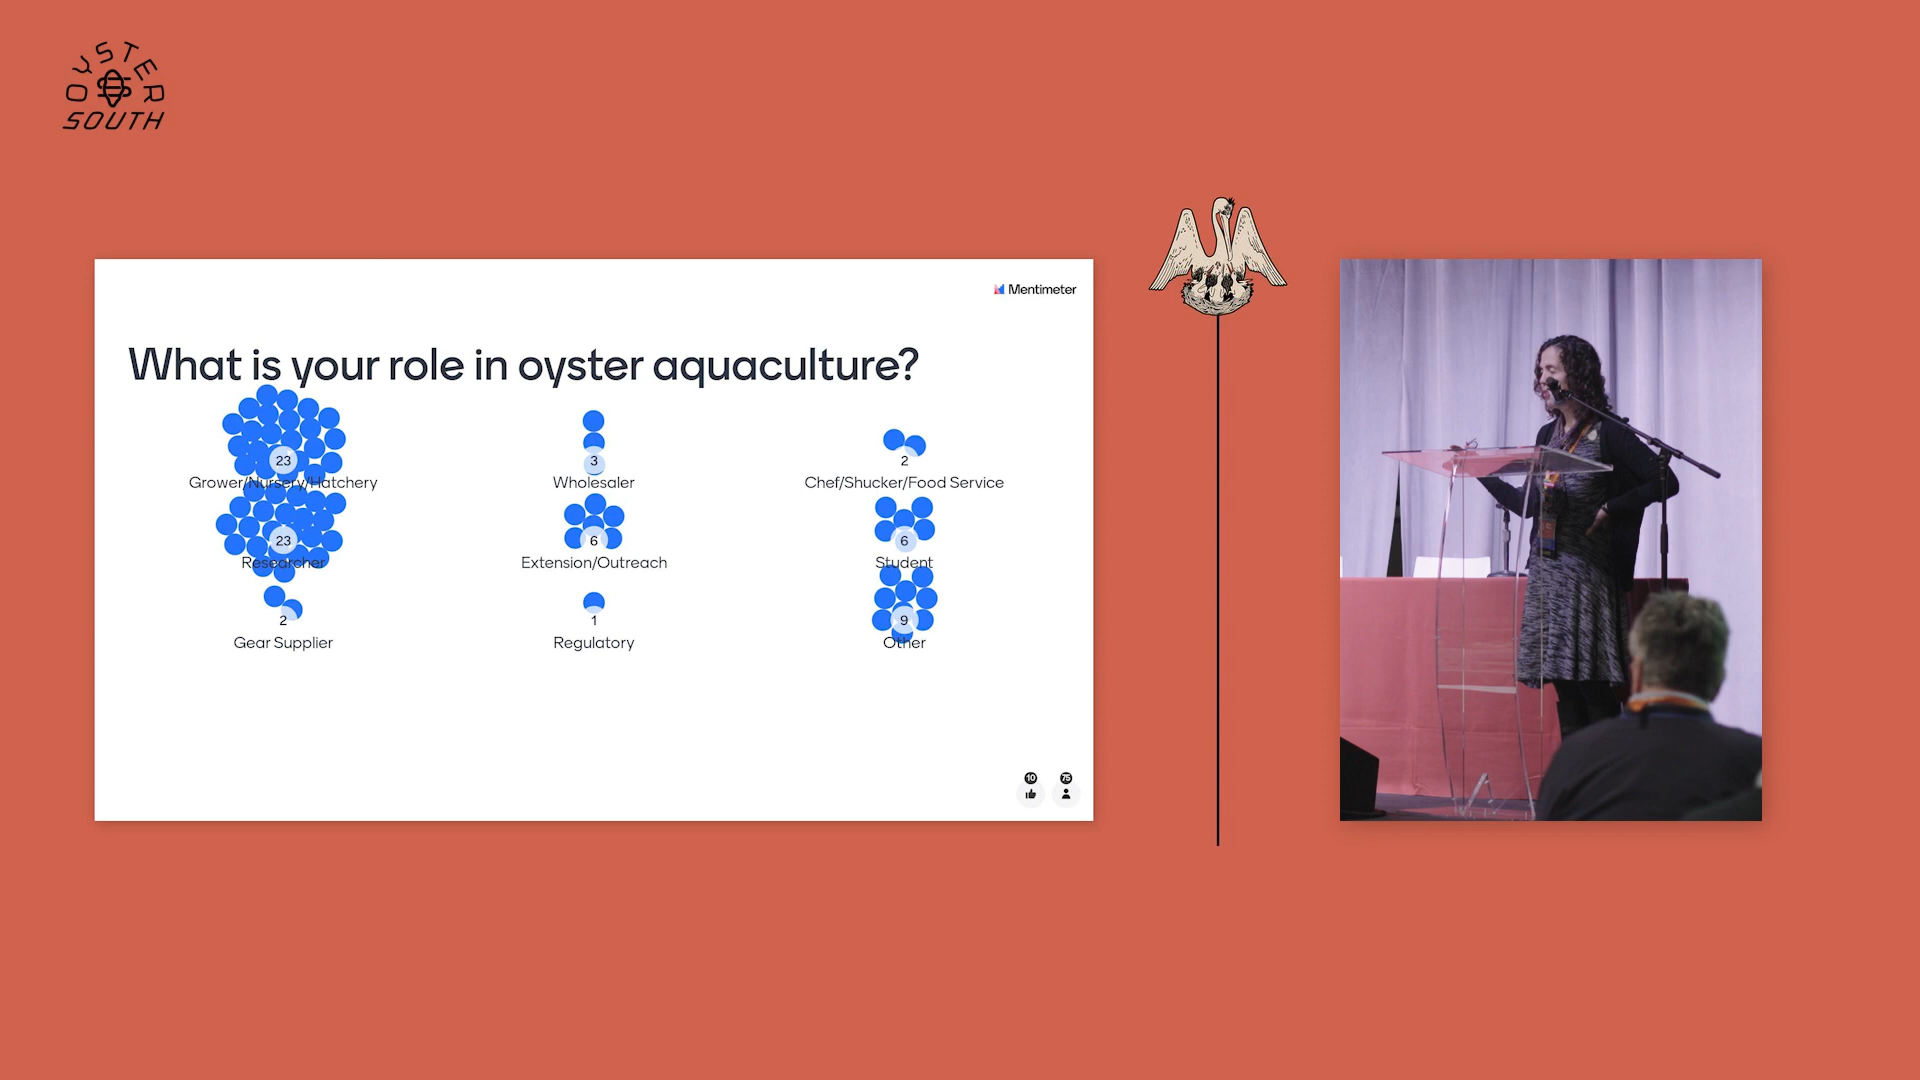 OYSTER
SOUTH
Mentimeter
What is your role in oyster aquaculture?
23
Grower/Nursery/Hatchery
3
Wholesaler
2
Chef/Shucker/Food Service
23
Researcher
6
Extension/Outreach
6
Student
2
Gear Supplier
1
Regulatory
9
Other
10
75